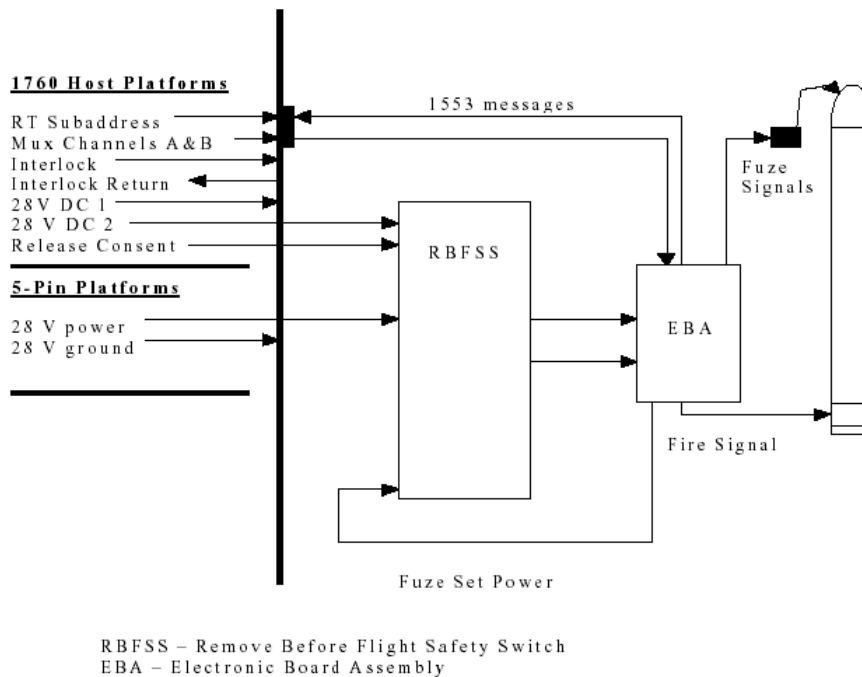 1760 Host Platforms
RT Subaddress
Mux Channels A&B
Interlock
Interlock Return
28V DC 1
28 V DC 2
Release Consent
5-Pin Platforms
28 V power
28 V ground
1553 messages
RBFSS
EBA
Fuze
Signals
Fire Signal
Fuze Set Power
RBFSS – Remove Before Flight Safety Switch
EBA – Electronic Board Assembly